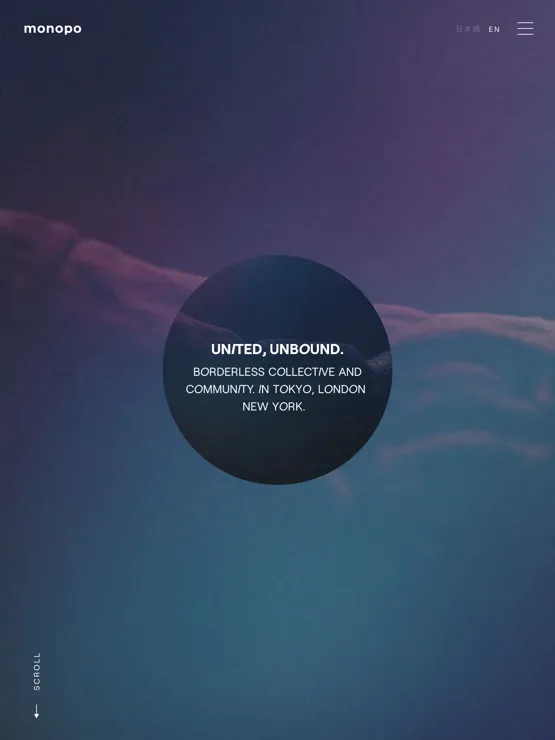 monopo
日本語 EN
UNITED, UNBOUND.
BORDERLESS COLLECTIVE AND
COMMUNITY. IN TOKYO, LONDON
NEW YORK.
SCROLL